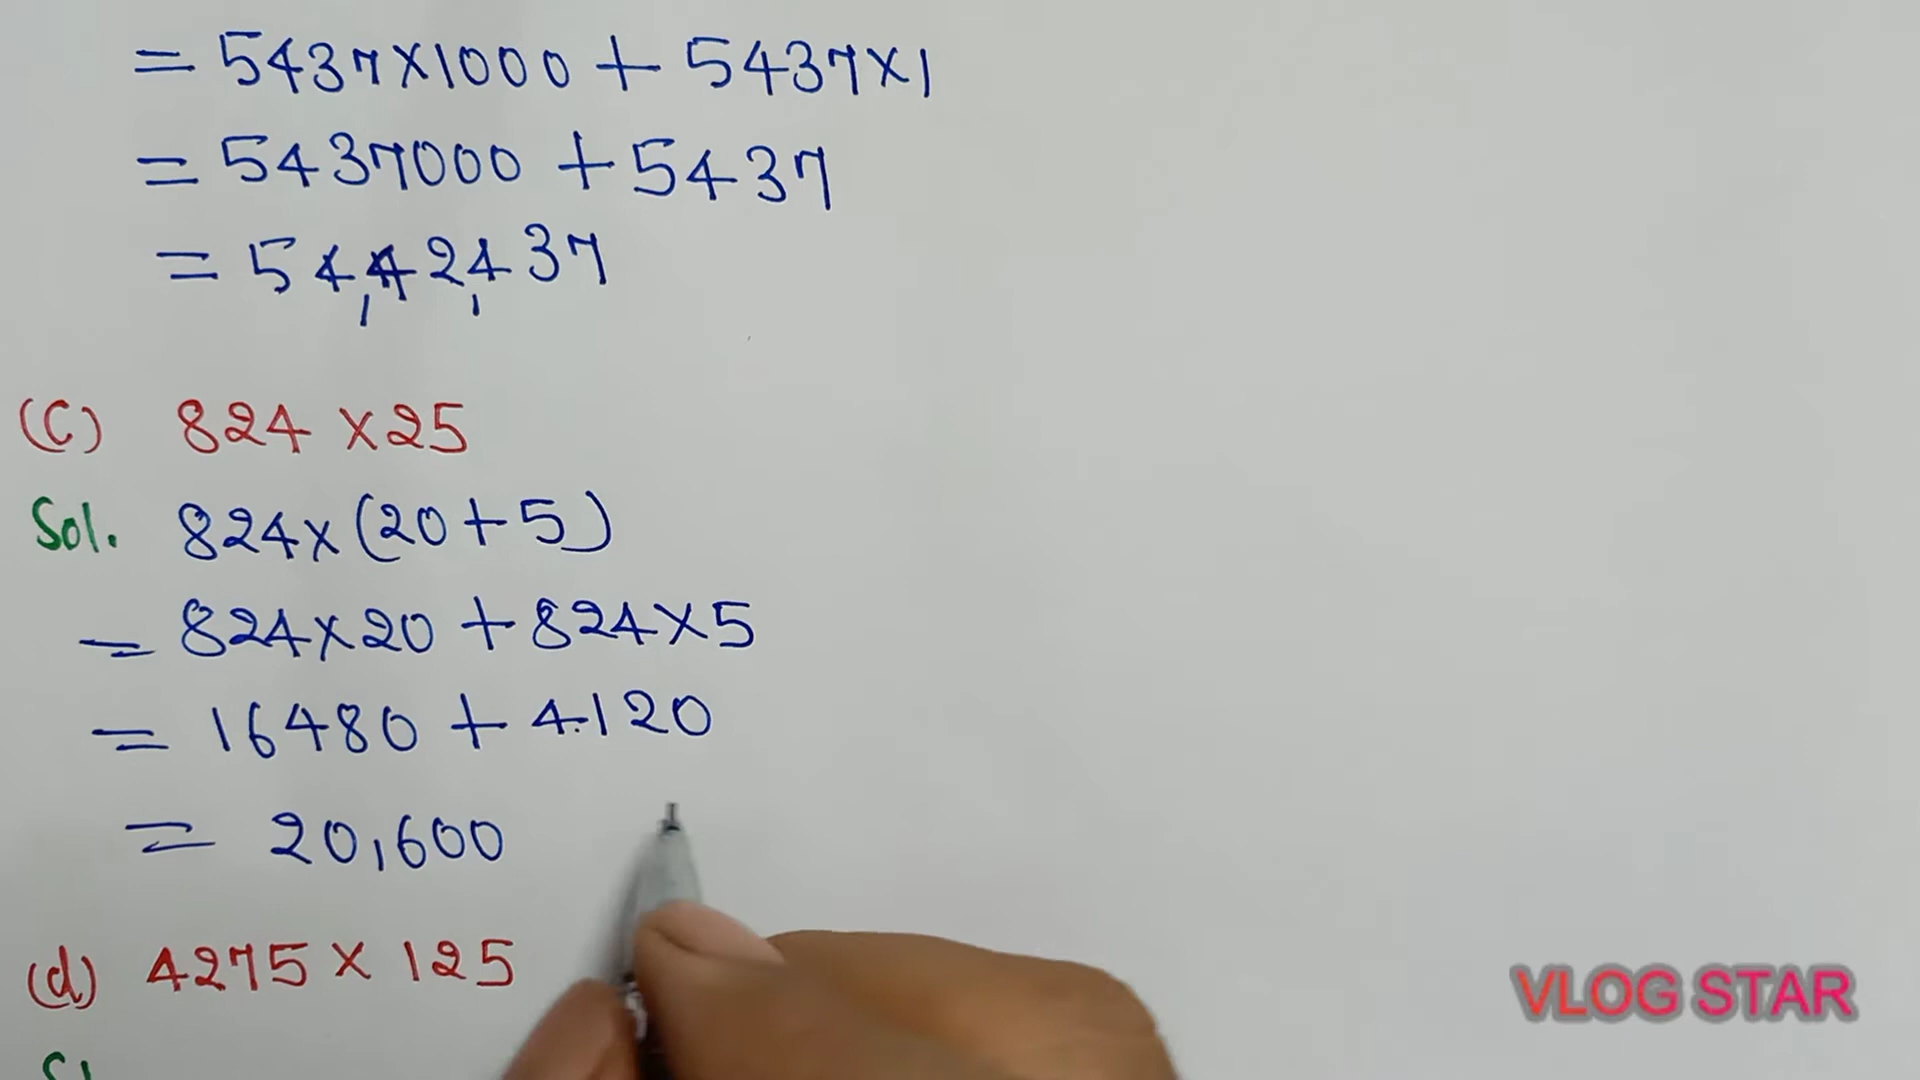 = 5437×1000 + 5437×1
= 5437000 + 5437
= 54,42,437
(C) 824 ×25
Sol. 824×(20+5)
= 824×20 + 824×5
= 16480 + 4120
= 20,600
(d) 4275 × 125
VLOG STAR